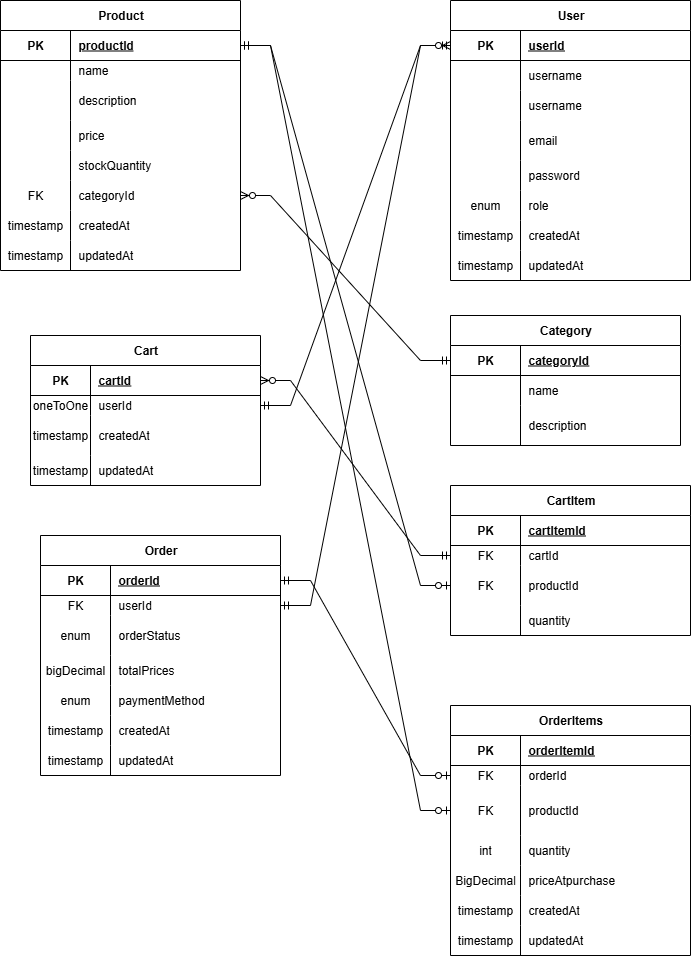 Product
PK productId
name
description
price
stockQuantity
FK categoryId
timestamp createdAt
timestamp updatedAt
User
PK userId
username
username
email
password
enum role
timestamp createdAt
timestamp updatedAt
Cart
PK cartId
oneToOne userId
timestamp createdAt
timestamp updatedAt
Category
PK categoryId
name
description
CartItem
PK cartItemId
FK cartId
FK productId
quantity
Order
PK orderId
FK userId
enum orderStatus
bigDecimal totalPrices
enum paymentMethod
timestamp createdAt
timestamp updatedAt
OrderItems
PK orderItemId
FK orderId
FK productId
int quantity
BigDecimal priceAtpurchase
timestamp createdAt
timestamp updatedAt